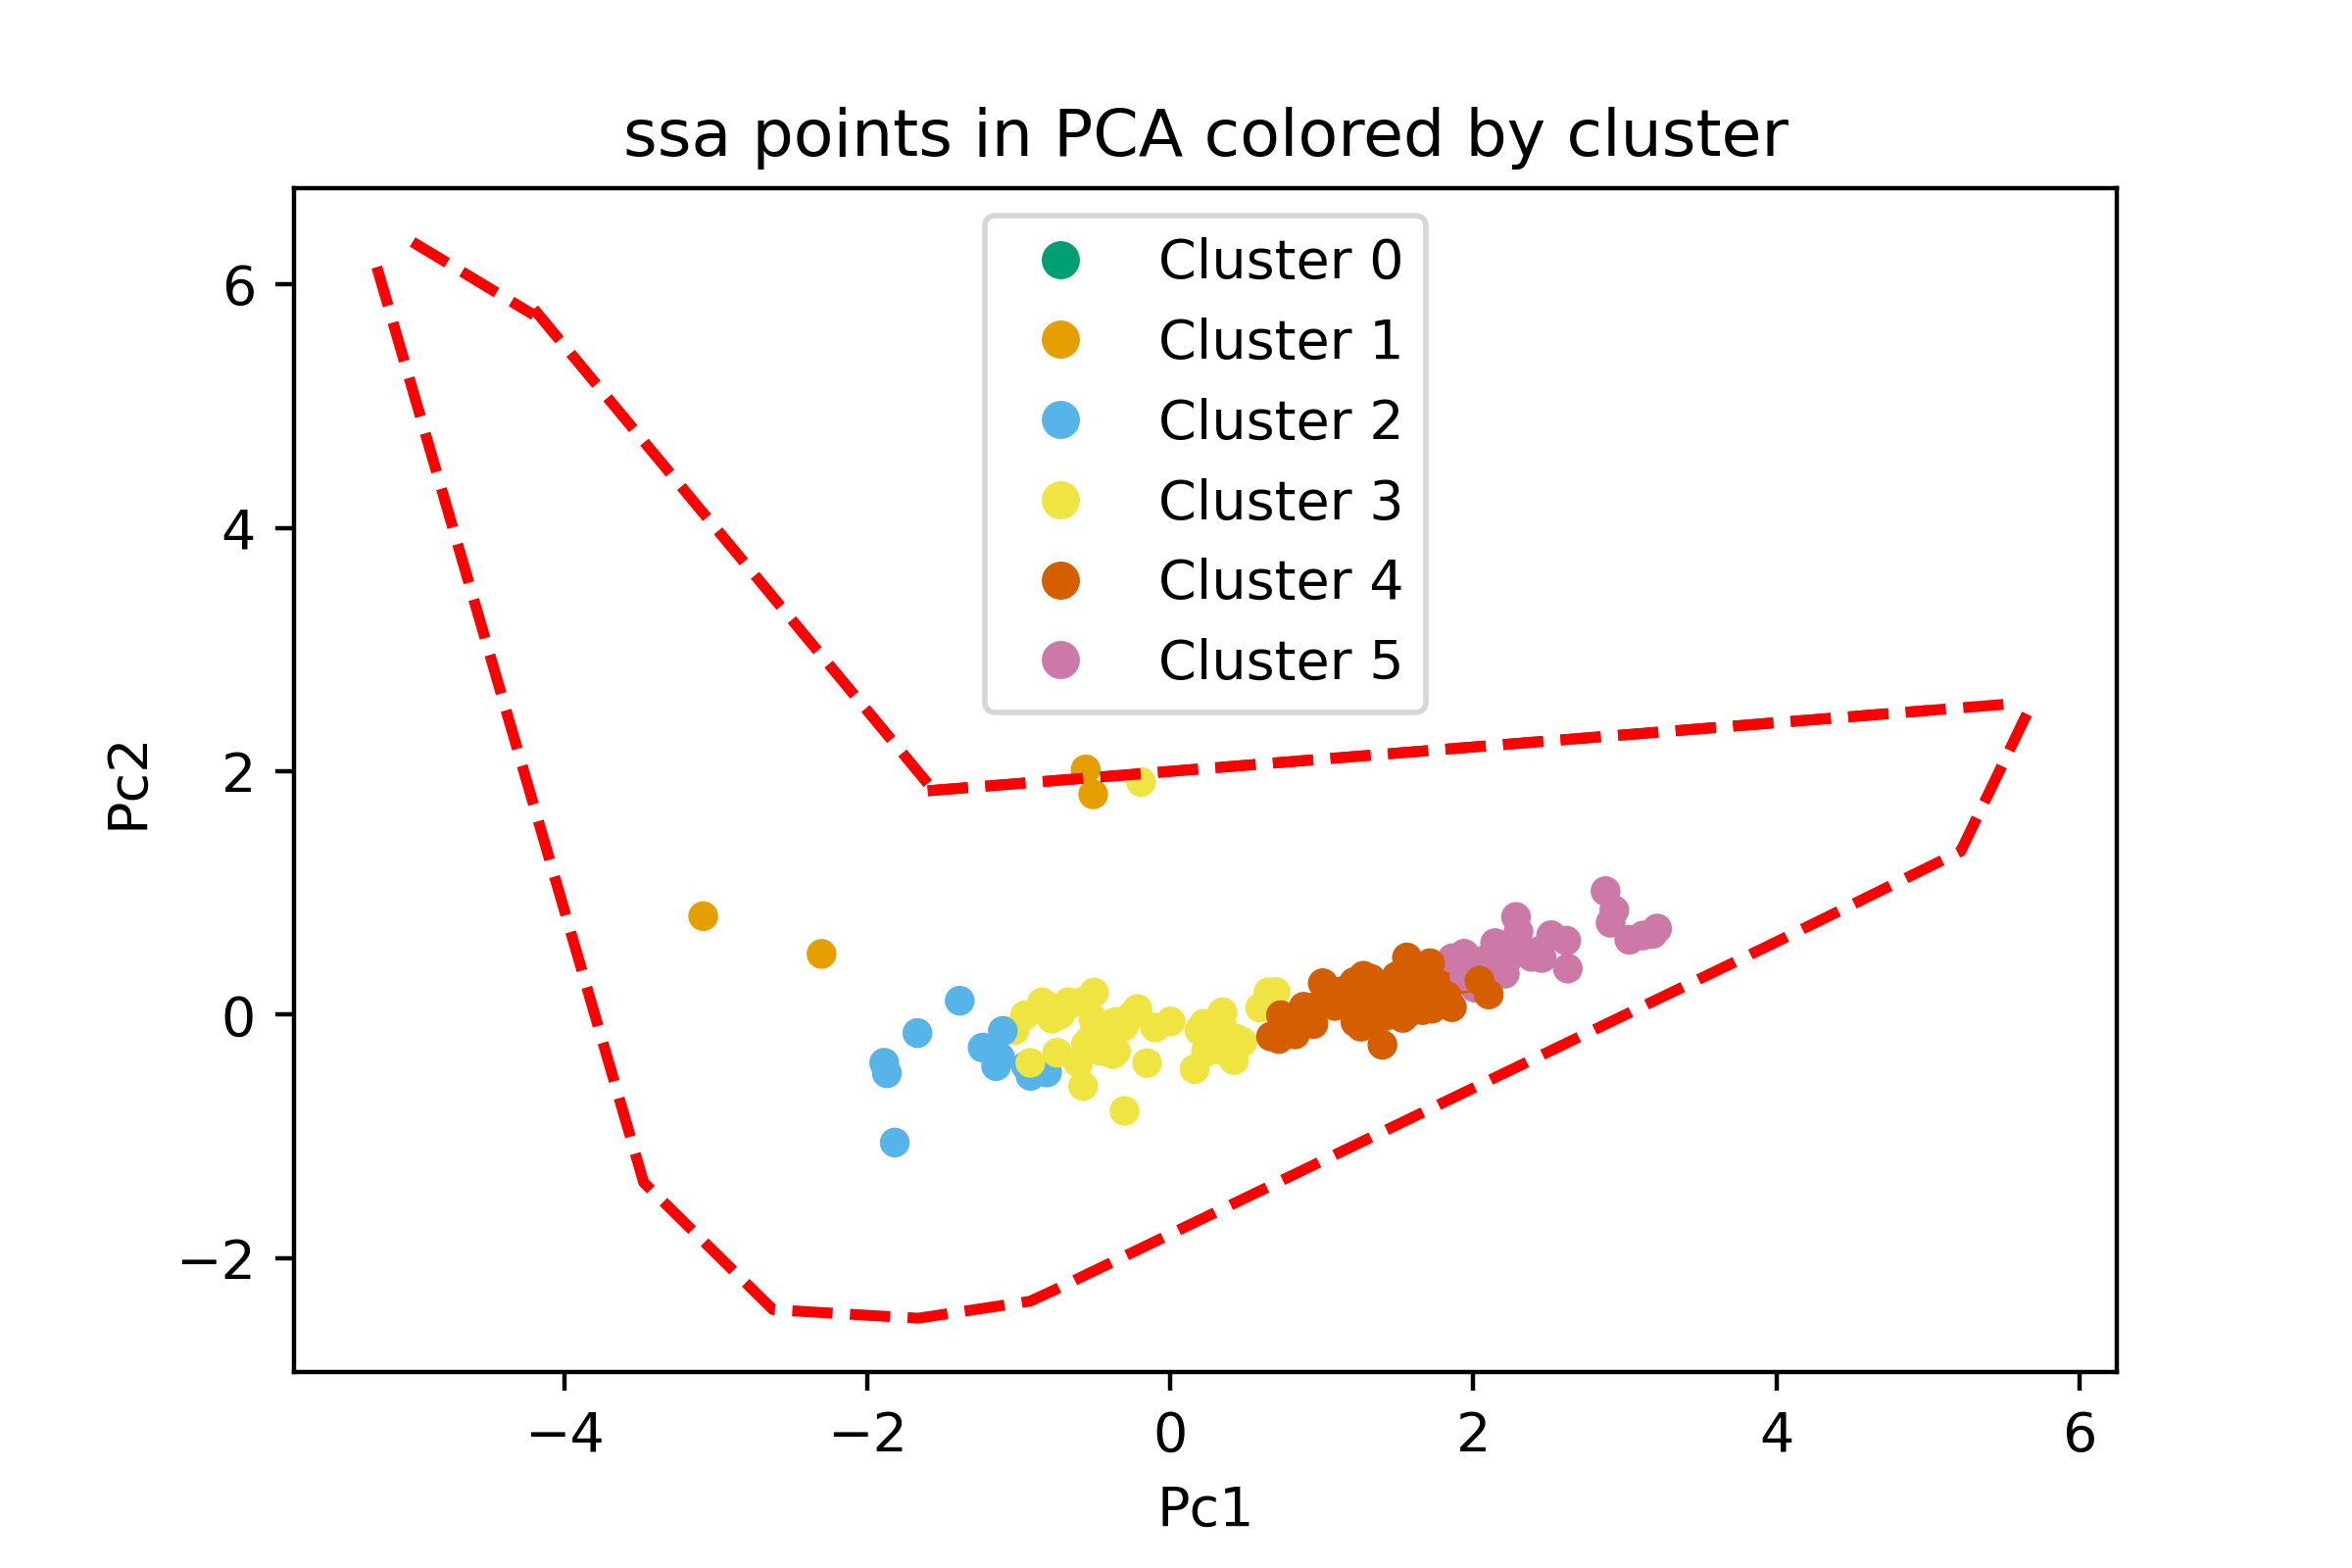 ssa points in PCA colored by cluster
Cluster 0
Cluster 1
Cluster 2
Cluster 3
Cluster 4
Cluster 5
6
4
2
0
−2
Pc2
−4
−2
0
2
4
6
Pc1